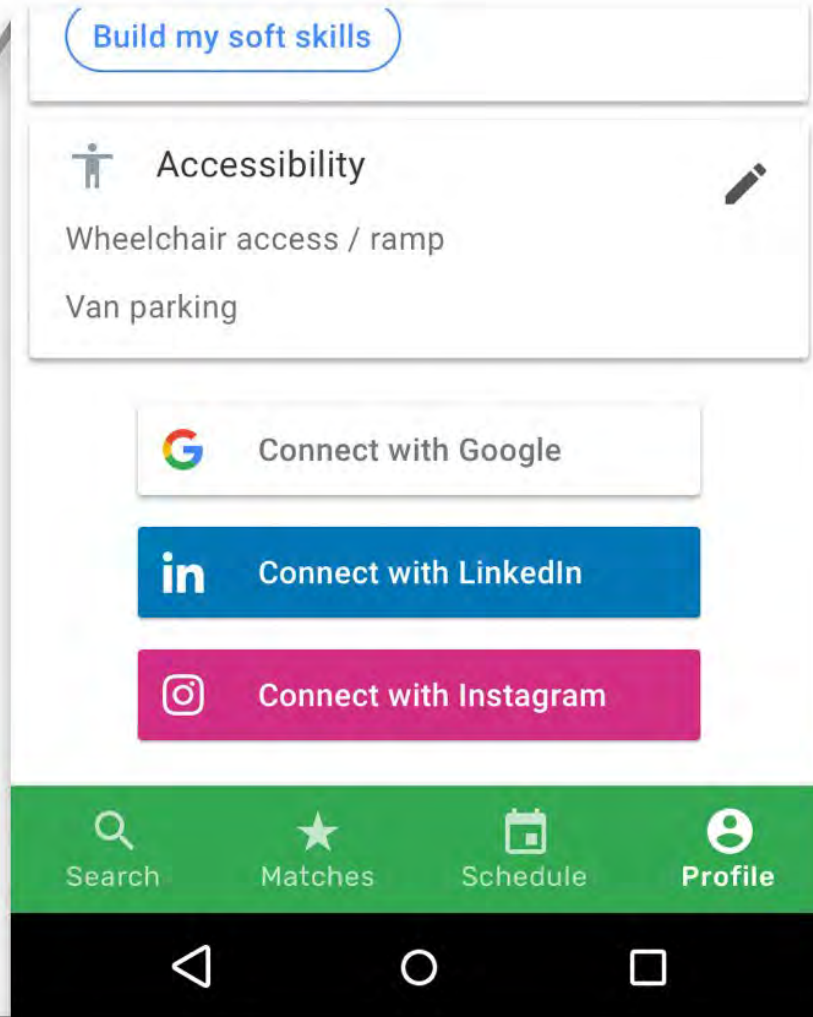 Build my soft skills
Accessibility
Wheelchair access / ramp
Van parking
Connect with Google
in Connect with LinkedIn
Connect with Instagram
Search Matches Schedule Profile